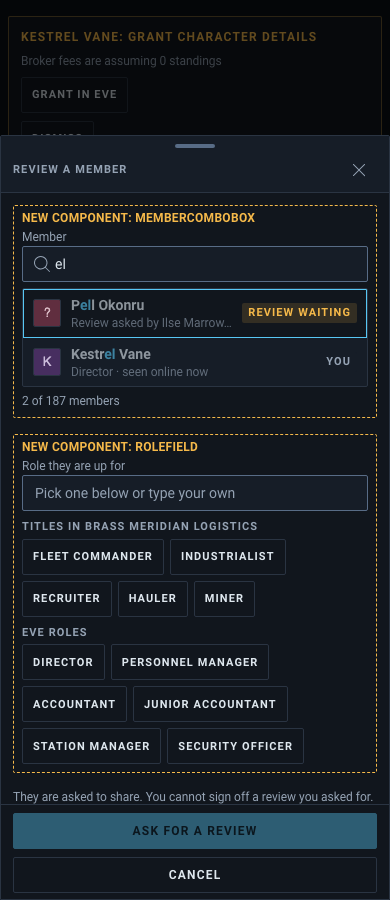 KESTREL VANE: GRANT CHARACTER DETAILS
Broker fees are assuming 0 standings
GRANT IN EVE
REVIEW A MEMBER
NEW COMPONENT: MEMBERCOMBOBOX
Member
el
?
Pell Okonru
Review asked by Ilse Marrow…
REVIEW WAITING
K
Kestrel Vane
Director · seen online now
YOU
2 of 187 members
NEW COMPONENT: ROLEFIELD
Role they are up for
Pick one below or type your own
TITLES IN BRASS MERIDIAN LOGISTICS
FLEET COMMANDER INDUSTRIALIST
RECRUITER HAULER MINER
EVE ROLES
DIRECTOR PERSONNEL MANAGER
ACCOUNTANT JUNIOR ACCOUNTANT
STATION MANAGER SECURITY OFFICER
They are asked to share. You cannot sign off a review you asked for.
ASK FOR A REVIEW
CANCEL